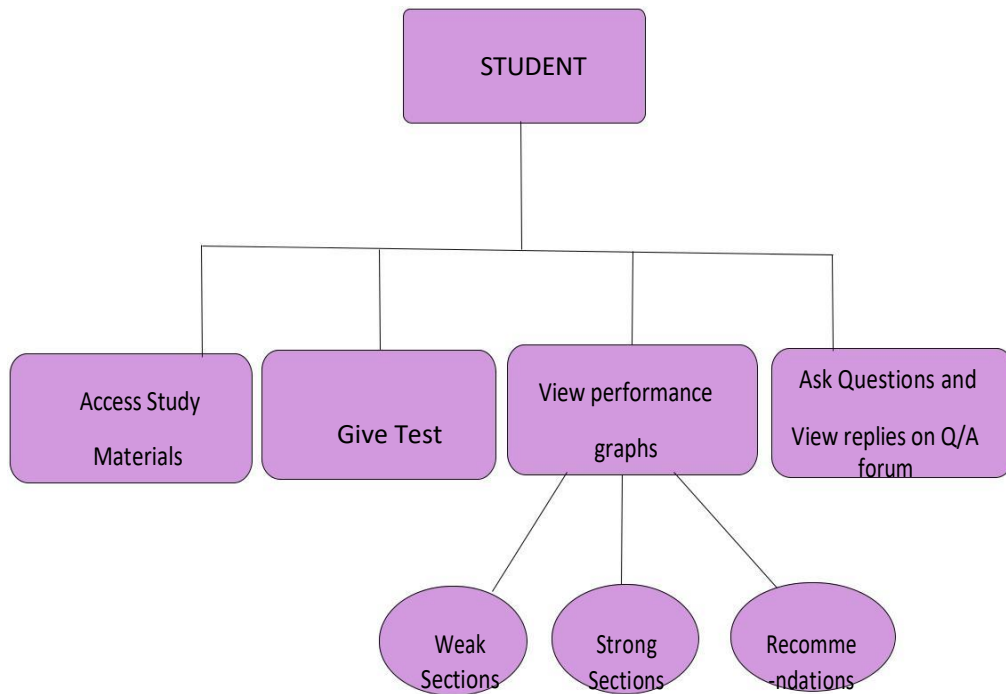 STUDENT
Access Study
Materials
Give Test
View performance
graphs
Ask Questions and
View replies on Q/A
forum
Weak
Sections
Strong
Sections
Recomme
-ndations